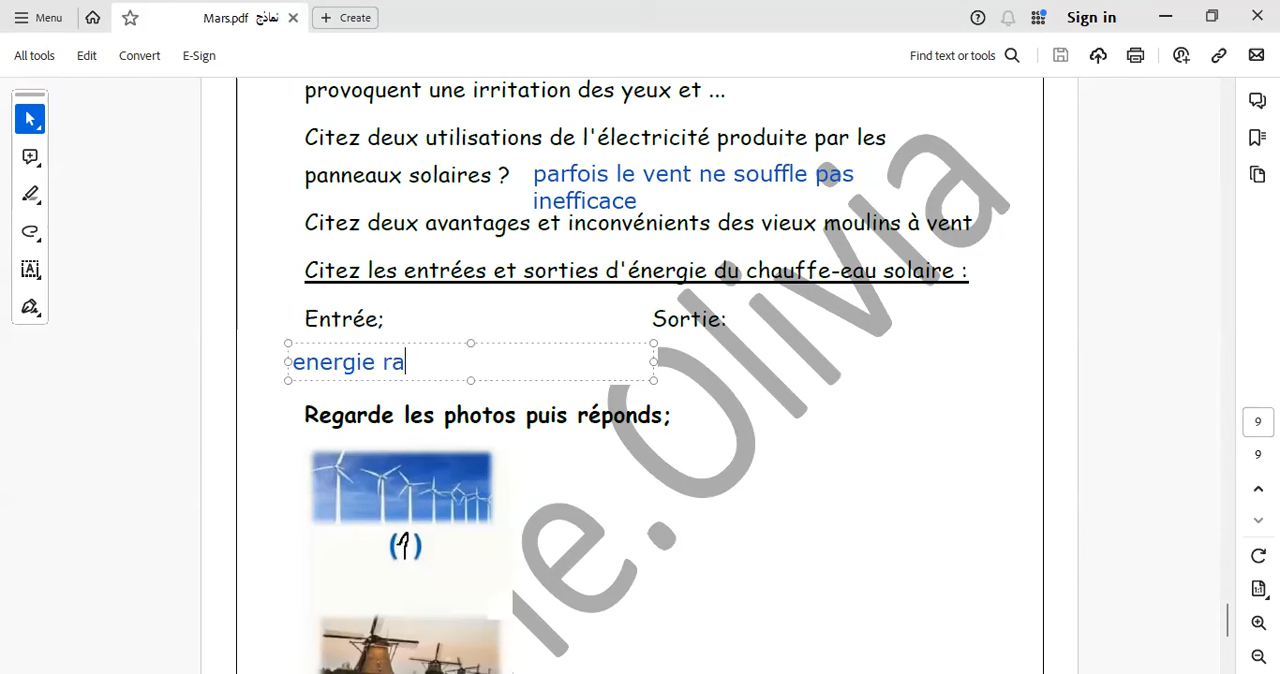 Menu
Mars.pdf نماذج
Create
Sign in
All tools
Edit
Convert
E-Sign
Find text or tools
provoquent une irritation des yeux et ...
Citez deux utilisations de l'électricité produite par les
panneaux solaires ? parfois le vent ne souffle pas
inefficace
Citez deux avantages et inconvénients des vieux moulins à vent
Citez les entrées et sorties d'énergie du chauffe-eau solaire :
Entrée; Sortie:
energie ra
Regarde les photos puis réponds;
(1)
e.Olivia
9
9